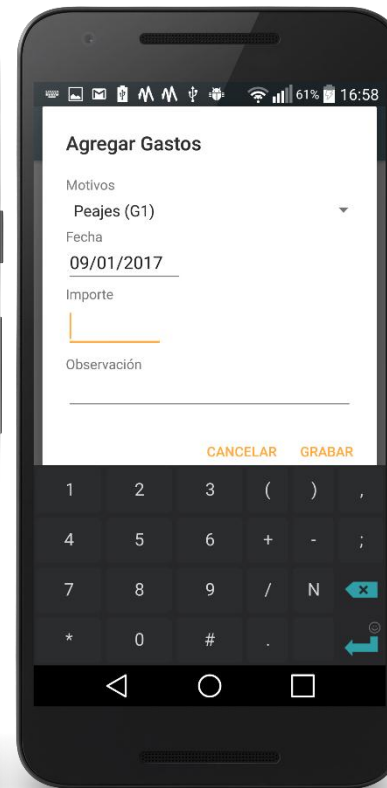 61% 16:58
Agregar Gastos
Motivos
Peajes (G1)
Fecha
09/01/2017
Importe
Observación
CANCELAR GRABAR
1 2 3 ( ) ,
4 5 6 + - ;
7 8 9 / N
* 0 # .